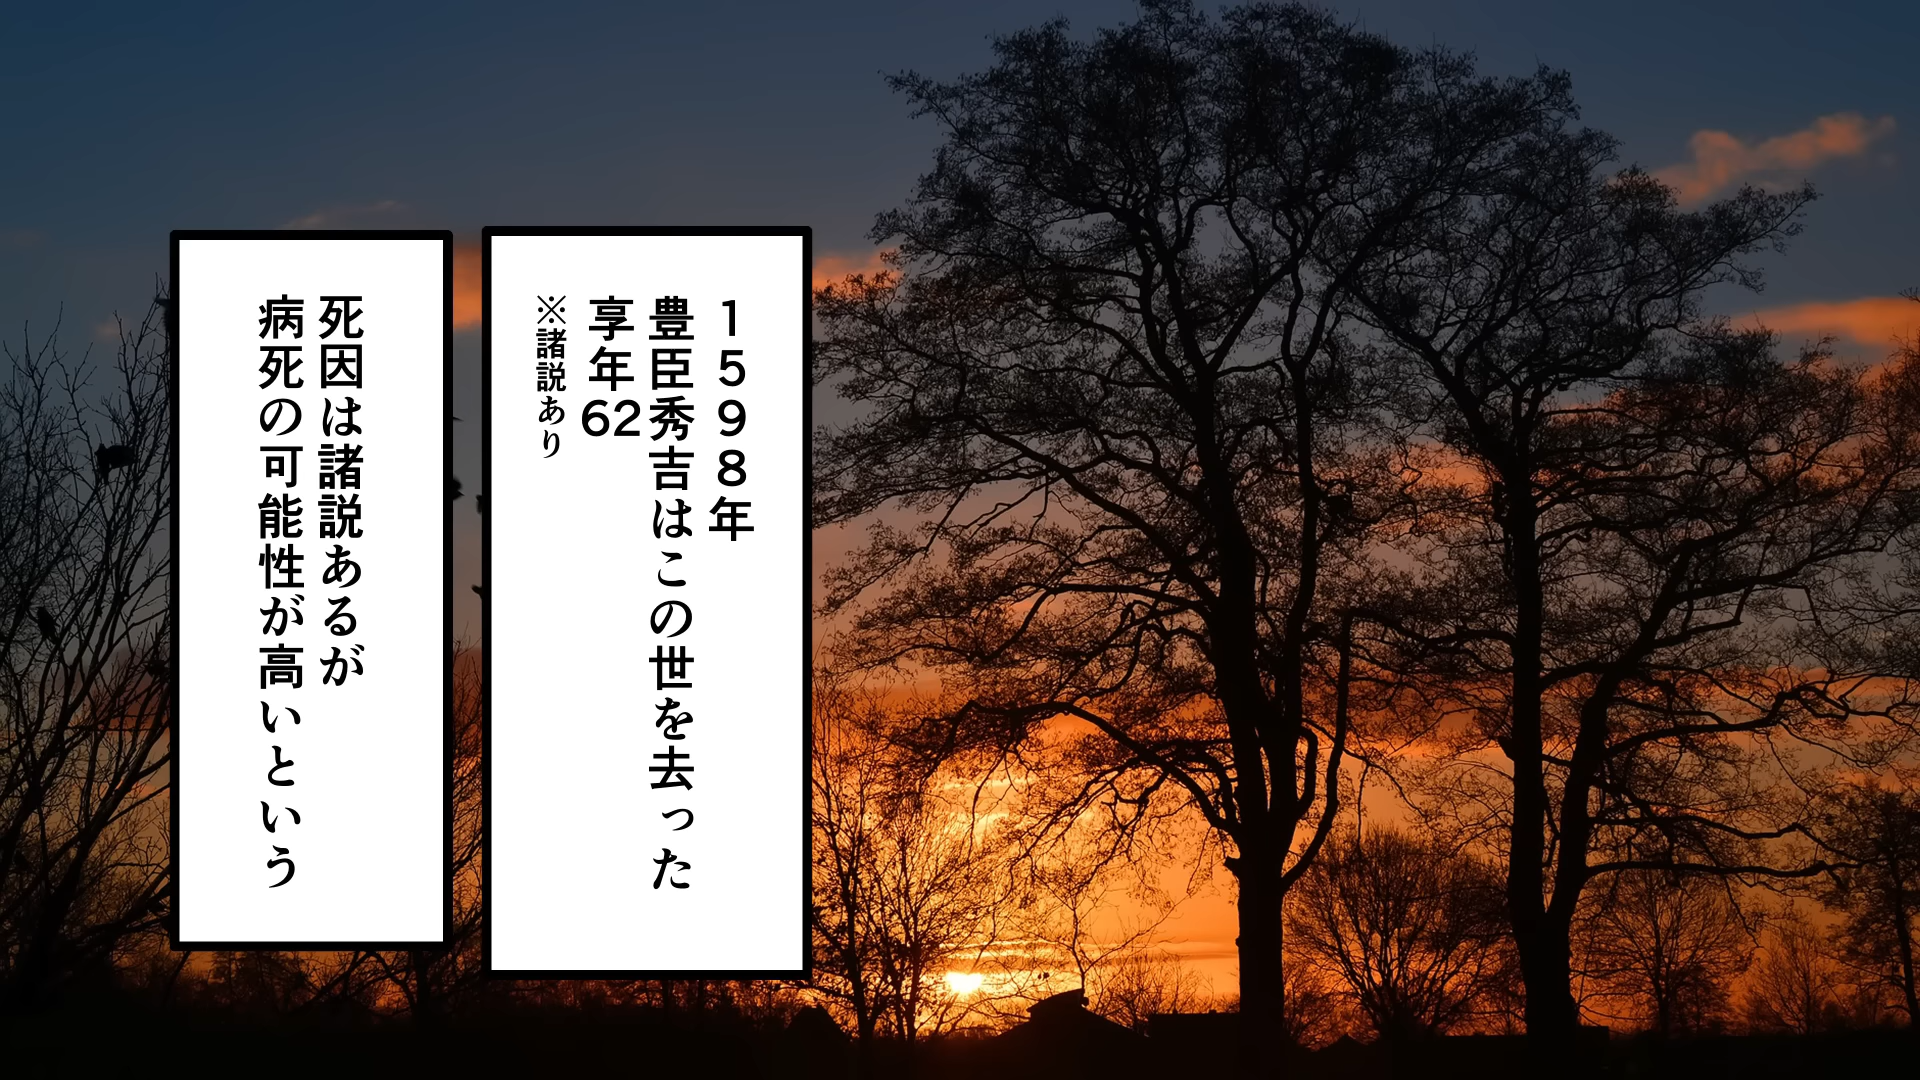 1598年
豊臣秀吉はこの世を去った
享年62
※諸説あり
死因は諸説あるが
病死の可能性が高いという